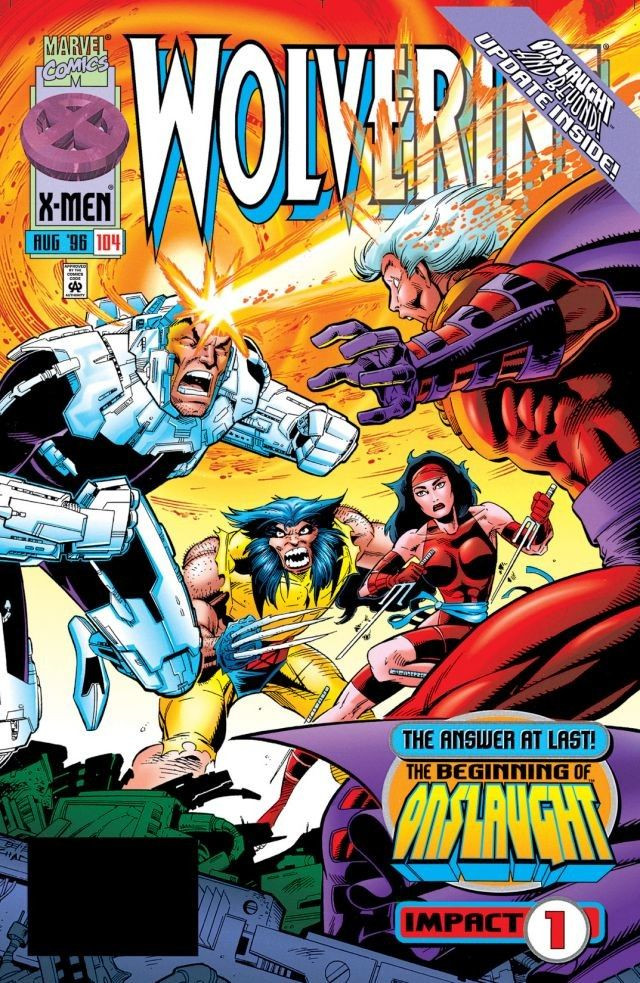 MARVEL
COMICS
M
X-MEN
AUG '96 104
APPROVED
BY THE
COMICS
CODE
AUTHORITY
WOLVERINE
ONSLAUGHT
AND BEYOND!
UPDATE INSIDE!
THE ANSWER AT LAST!
THE BEGINNING OF
ONSLAUGHT™
IMPACT 1